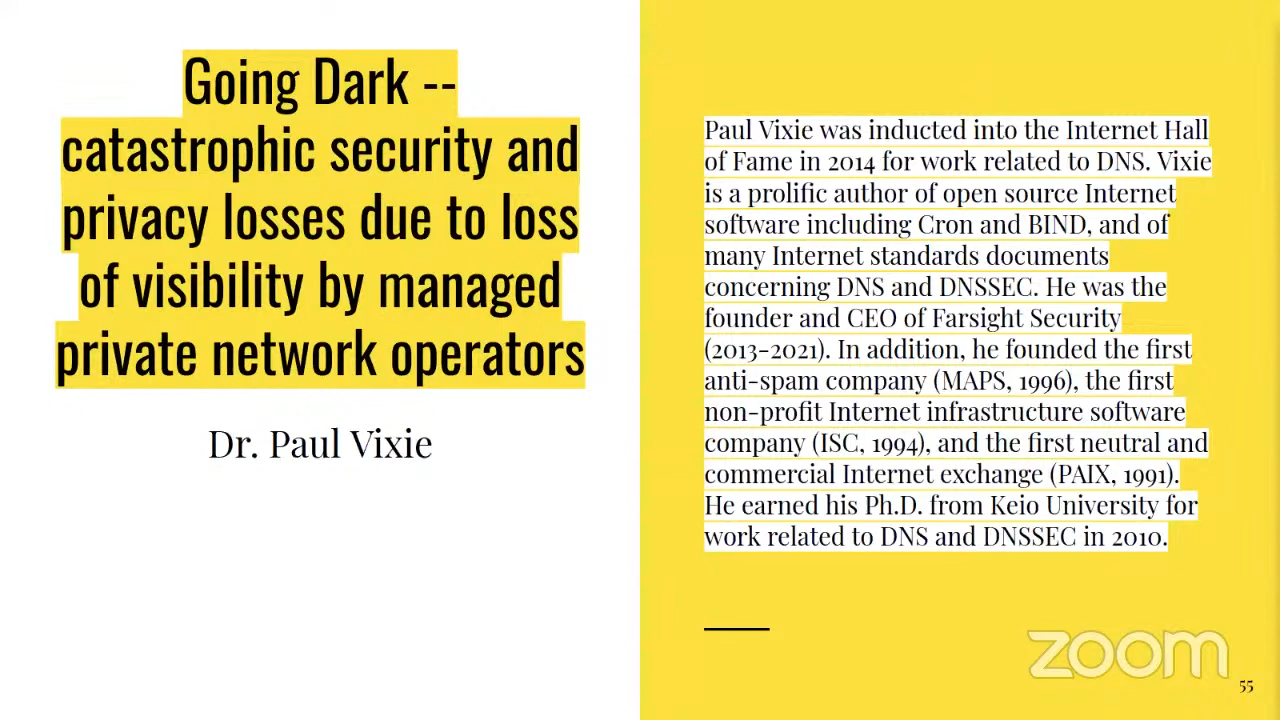 Going Dark --
catastrophic security and
privacy losses due to loss
of visibility by managed
private network operators
Dr. Paul Vixie
Paul Vixie was inducted into the Internet Hall
of Fame in 2014 for work related to DNS. Vixie
is a prolific author of open source Internet
software including Cron and BIND, and of
many Internet standards documents
concerning DNS and DNSSEC. He was the
founder and CEO of Farsight Security
(2013-2021). In addition, he founded the first
anti-spam company (MAPS, 1996), the first
non-profit Internet infrastructure software
company (ISC, 1994), and the first neutral and
commercial Internet exchange (PAIX, 1991).
He earned his Ph.D. from Keio University for
work related to DNS and DNSSEC in 2010.
zoom
55